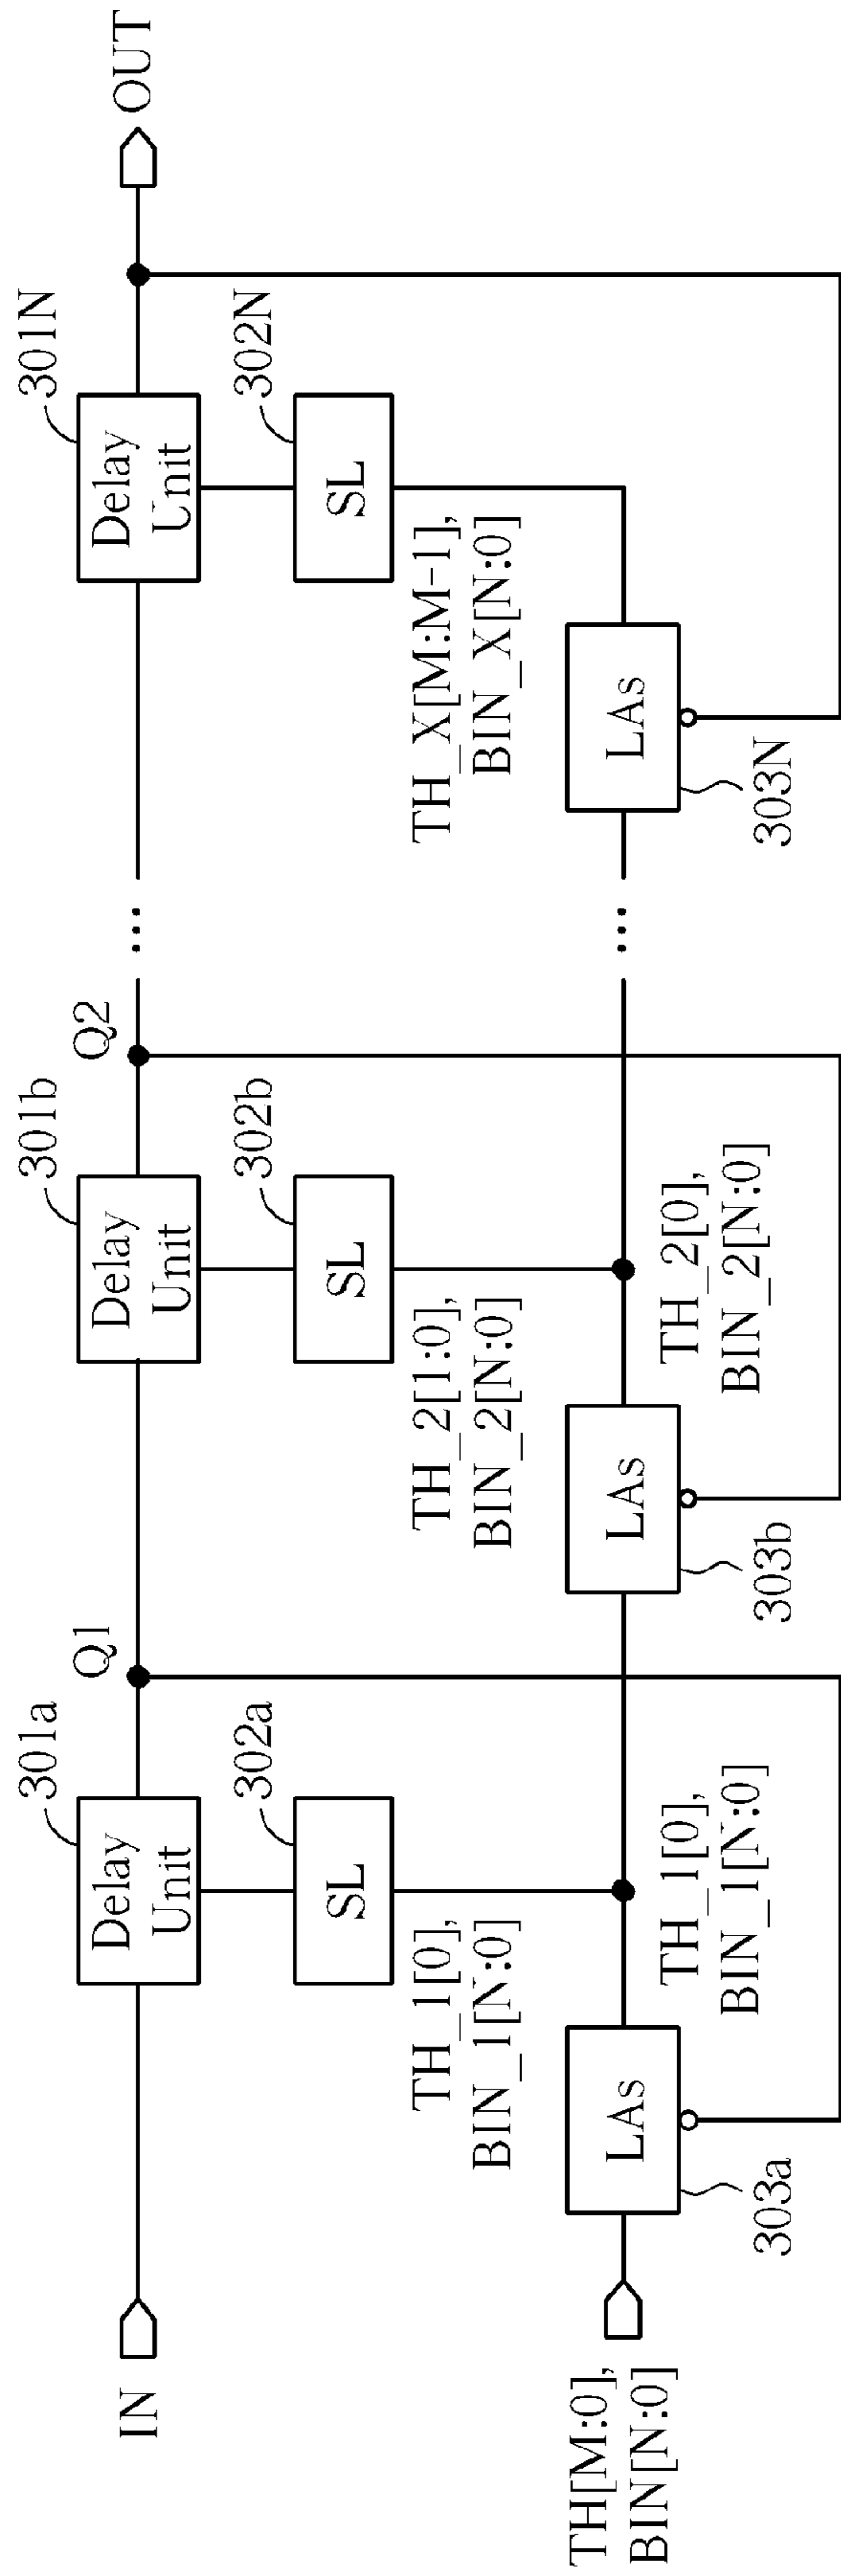 IN
301a
Delay
Unit
Q1
301b
Delay
Unit
Q2
...
301N
Delay
Unit
OUT
302a
SL
302b
SL
302N
SL
TH_1[0],
BIN_1[N:0]
TH_2[1:0],
BIN_2[N:0]
TH_X[M:M-1],
BIN_X[N:0]
TH[M:0],
BIN[N:0]
LAs
303a
TH_1[0],
BIN_1[N:0]
LAs
303b
TH_2[0],
BIN_2[N:0]
...
LAs
303N